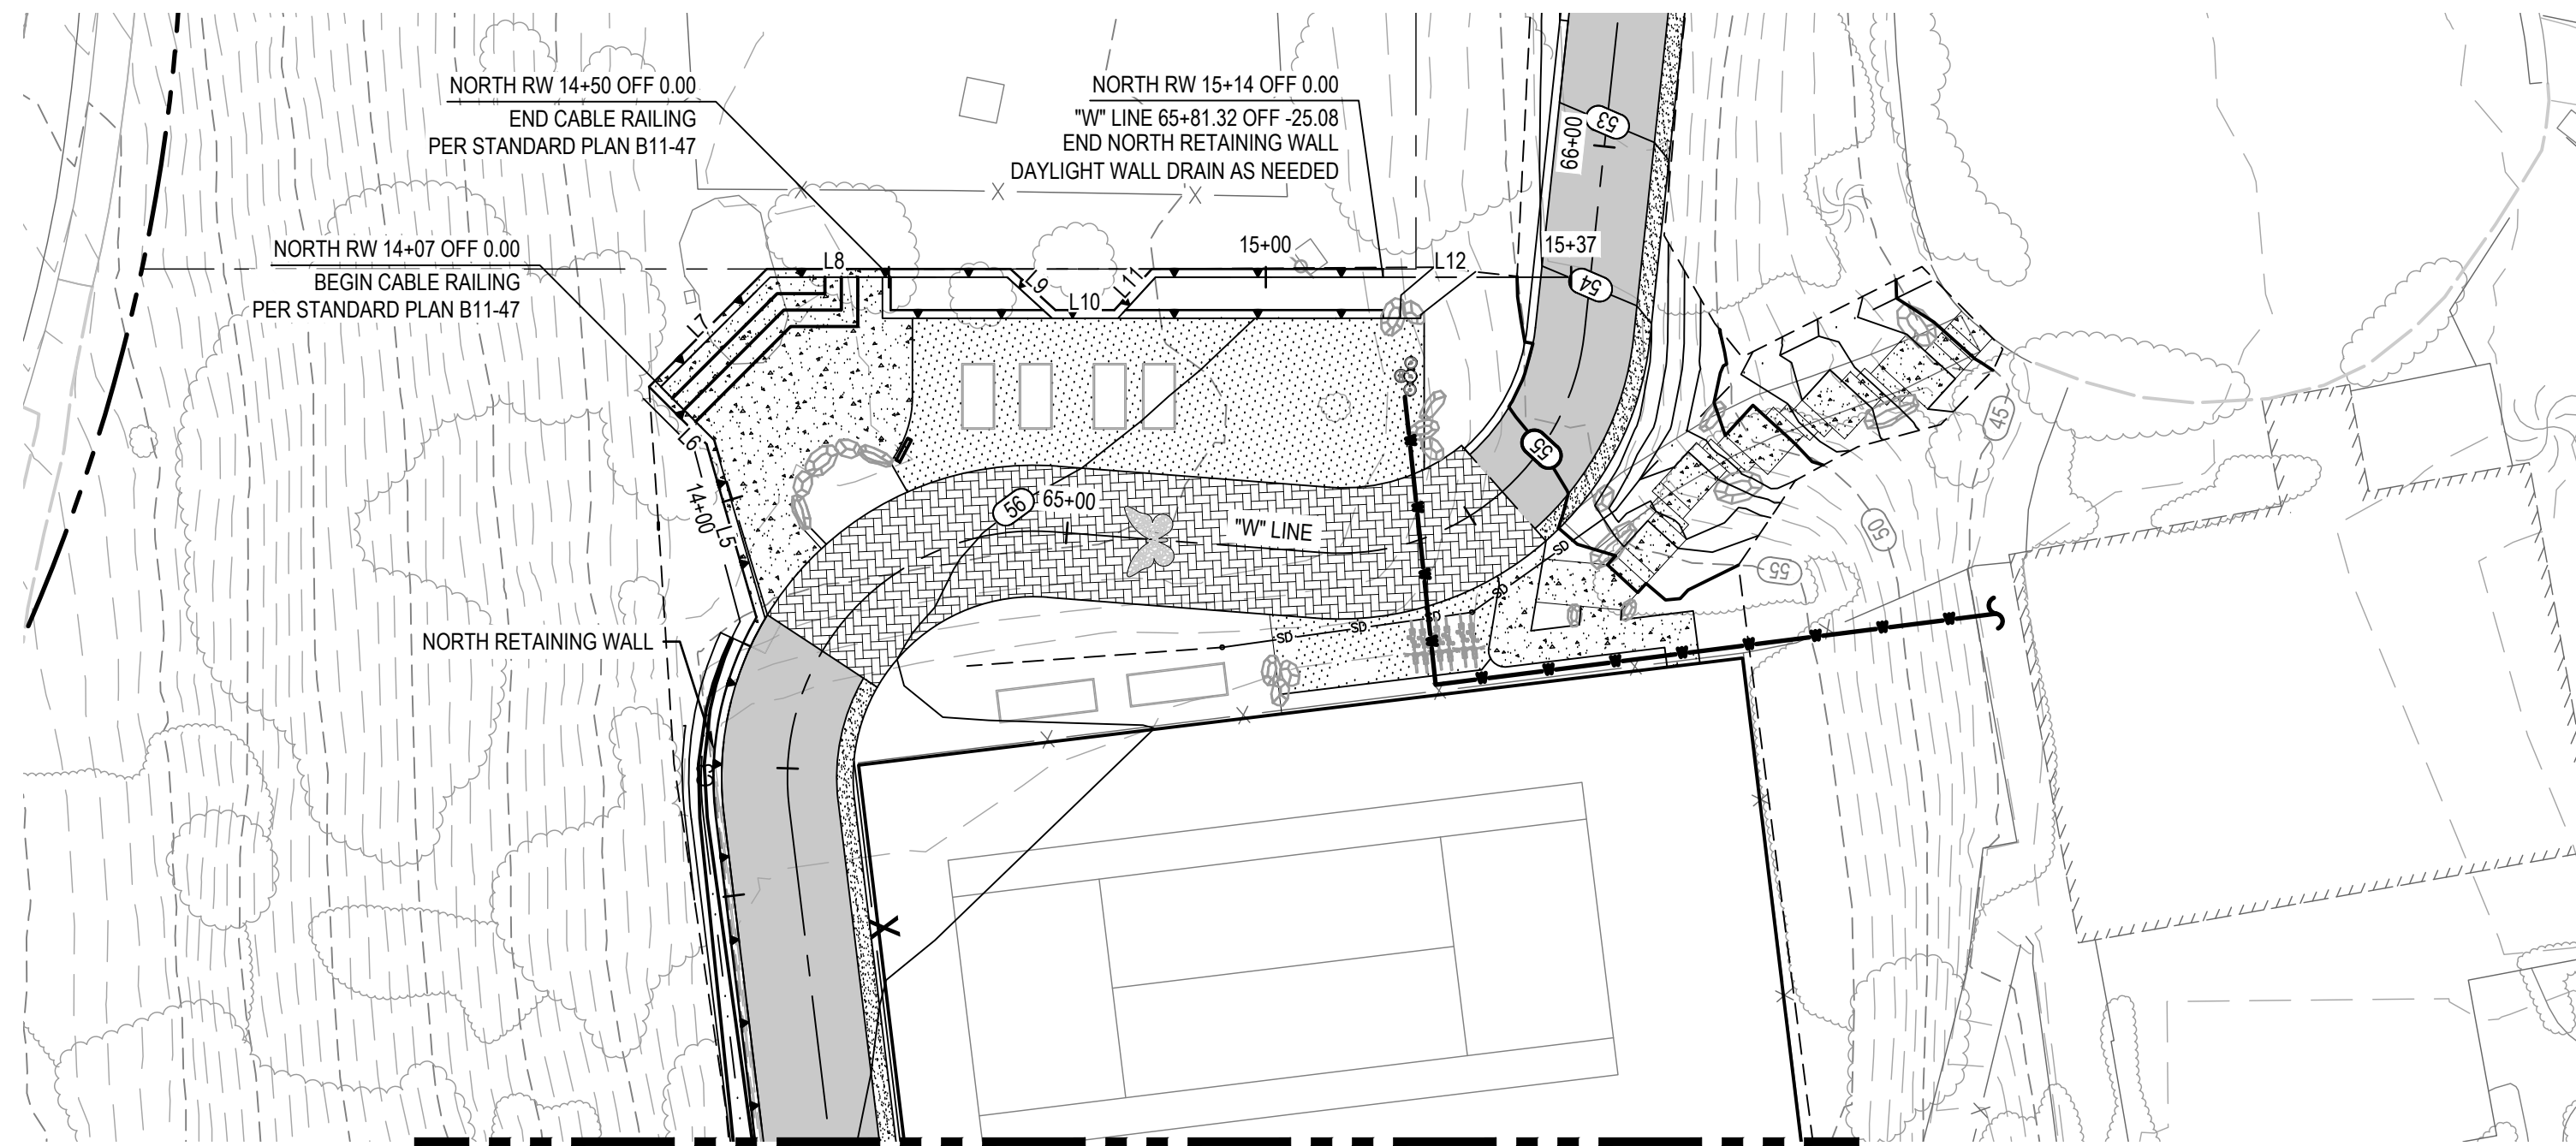 NORTH RW 14+50 OFF 0.00
END CABLE RAILING
PER STANDARD PLAN B11-47
NORTH RW 15+14 OFF 0.00
"W" LINE 65+81.32 OFF -25.08
END NORTH RETAINING WALL
DAYLIGHT WALL DRAIN AS NEEDED
53
66+00
NORTH RW 14+07 OFF 0.00
BEGIN CABLE RAILING
PER STANDARD PLAN B11-47
15+00
15+37
L8
L12
L9
L11
L10
54
L7
45
L6
55
14+00
L5
56
65+00
"W" LINE
50
SD
55
SD
SD
SD
SD
NORTH RETAINING WALL
X